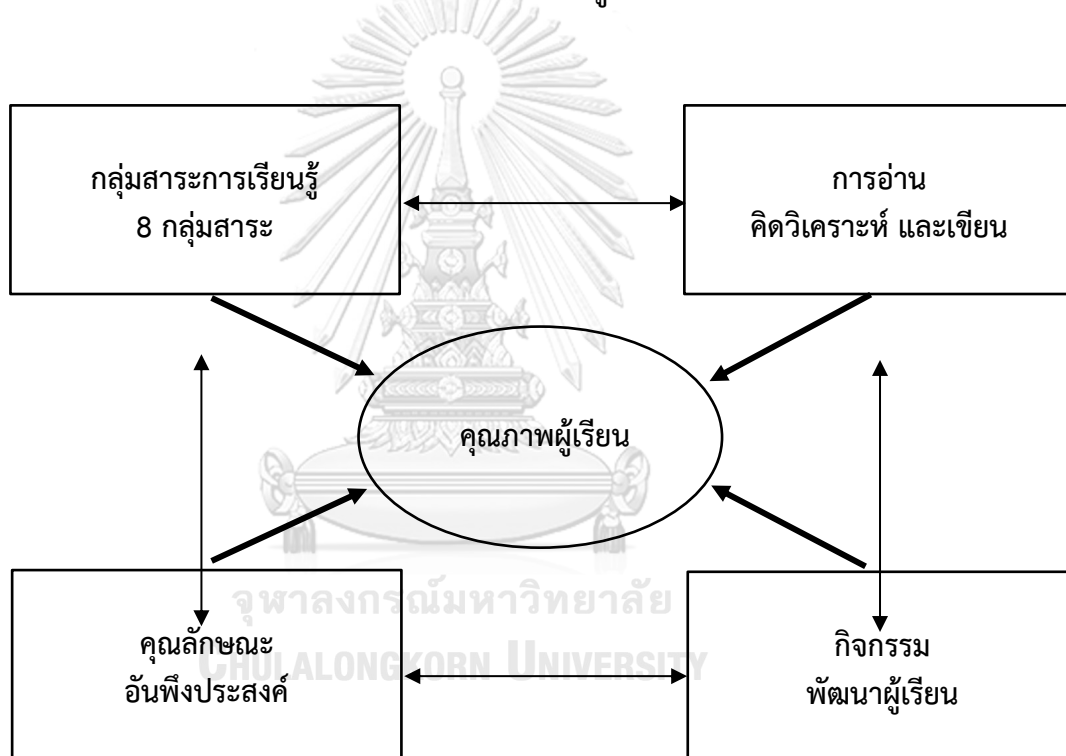 กลุ่มสาระการเรียนรู้
8 กลุ่มสาระ
การอ่าน
คิดวิเคราะห์ และเขียน
คุณภาพผู้เรียน
จุฬาลงกรณ์มหาวิทยาลัย
CHULALONGKORN UNIVERSITY
คุณลักษณะ
อันพึงประสงค์
กิจกรรม
พัฒนาผู้เรียน